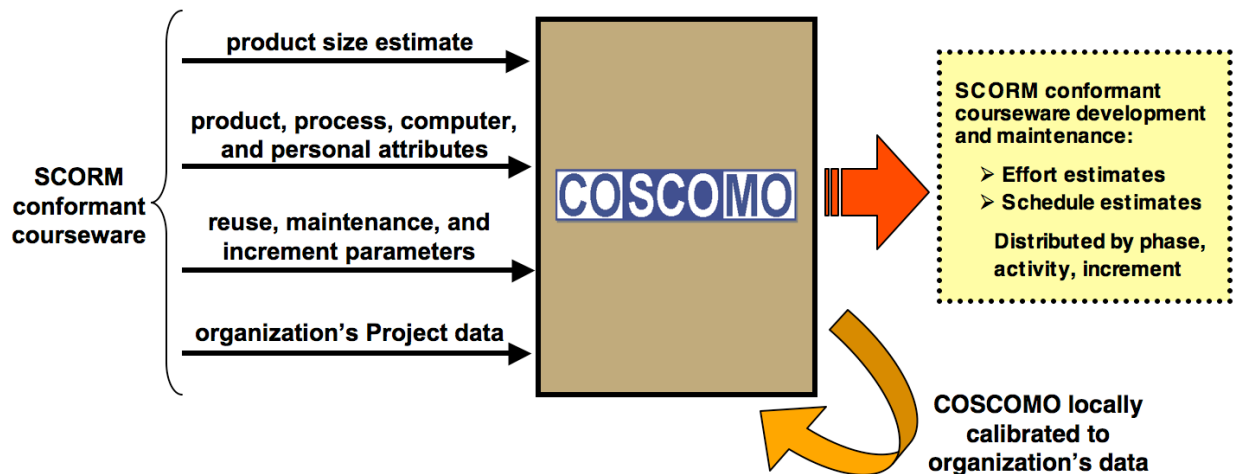 product size estimate
product, process, computer,
and personal attributes
SCORM
conformant
courseware
reuse, maintenance, and
increment parameters
organization's Project data
COSCOMO
SCORM conformant
courseware development
and maintenance:
➢ Effort estimates
➢ Schedule estimates
Distributed by phase,
activity, increment
COSCOMO locally
calibrated to
organization's data